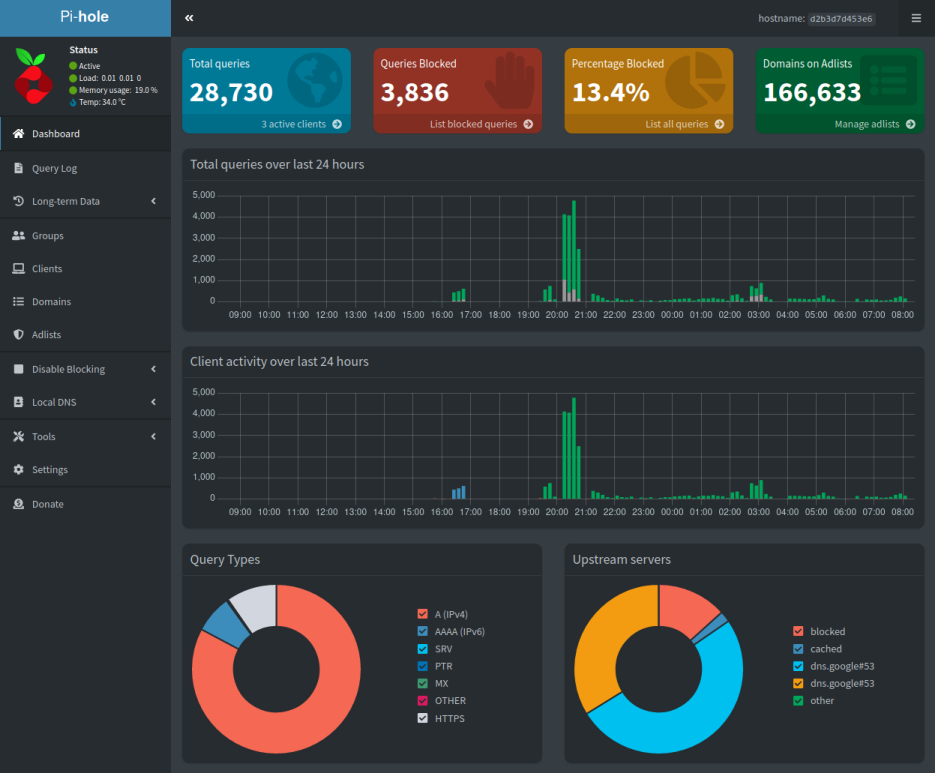 Pi-hole
hostname: d2b3d7d453e6
Status
Active
Load: 0.01 0.01 0
Memory usage: 19.0 %
Temp: 34.0 °C
Dashboard
Query Log
Long-term Data
Groups
Clients
Domains
Adlists
Disable Blocking
Local DNS
Tools
Settings
Donate
Total queries
28,730
3 active clients
Queries Blocked
3,836
List blocked queries
Percentage Blocked
13.4%
List all queries
Domains on Adlists
166,633
Manage adlists
Total queries over last 24 hours
5,000
4,000
3,000
2,000
1,000
0
09:00 10:00 11:00 12:00 13:00 14:00 15:00 16:00 17:00 18:00 19:00 20:00 21:00 22:00 23:00 00:00 01:00 02:00 03:00 04:00 05:00 06:00 07:00 08:00
Client activity over last 24 hours
5,000
4,000
3,000
2,000
1,000
0
09:00 10:00 11:00 12:00 13:00 14:00 15:00 16:00 17:00 18:00 19:00 20:00 21:00 22:00 23:00 00:00 01:00 02:00 03:00 04:00 05:00 06:00 07:00 08:00
Query Types
A (IPv4)
AAAA (IPv6)
SRV
PTR
MX
OTHER
HTTPS
Upstream servers
blocked
cached
dns.google#53
dns.google#53
other